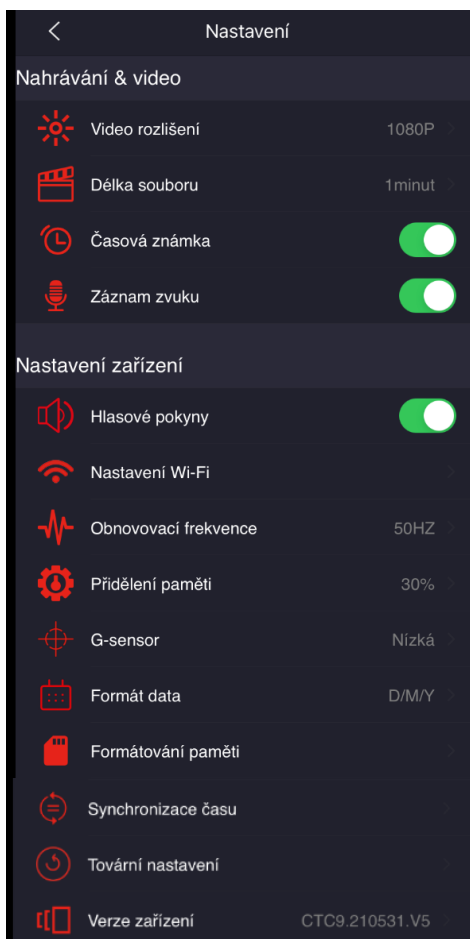 Nastavení
Nahrávání & video
Video rozlišení 1080P
Délka souboru 1minut
Časová známka
Záznam zvuku
Nastavení zařízení
Hlasové pokyny
Nastavení Wi-Fi
Obnovovací frekvence 50HZ
Přidělení paměti 30%
G-sensor Nízká
Formát data D/M/Y
Formátování paměti
Synchronizace času
Tovární nastavení
Verze zařízení CTC9.210531.V5